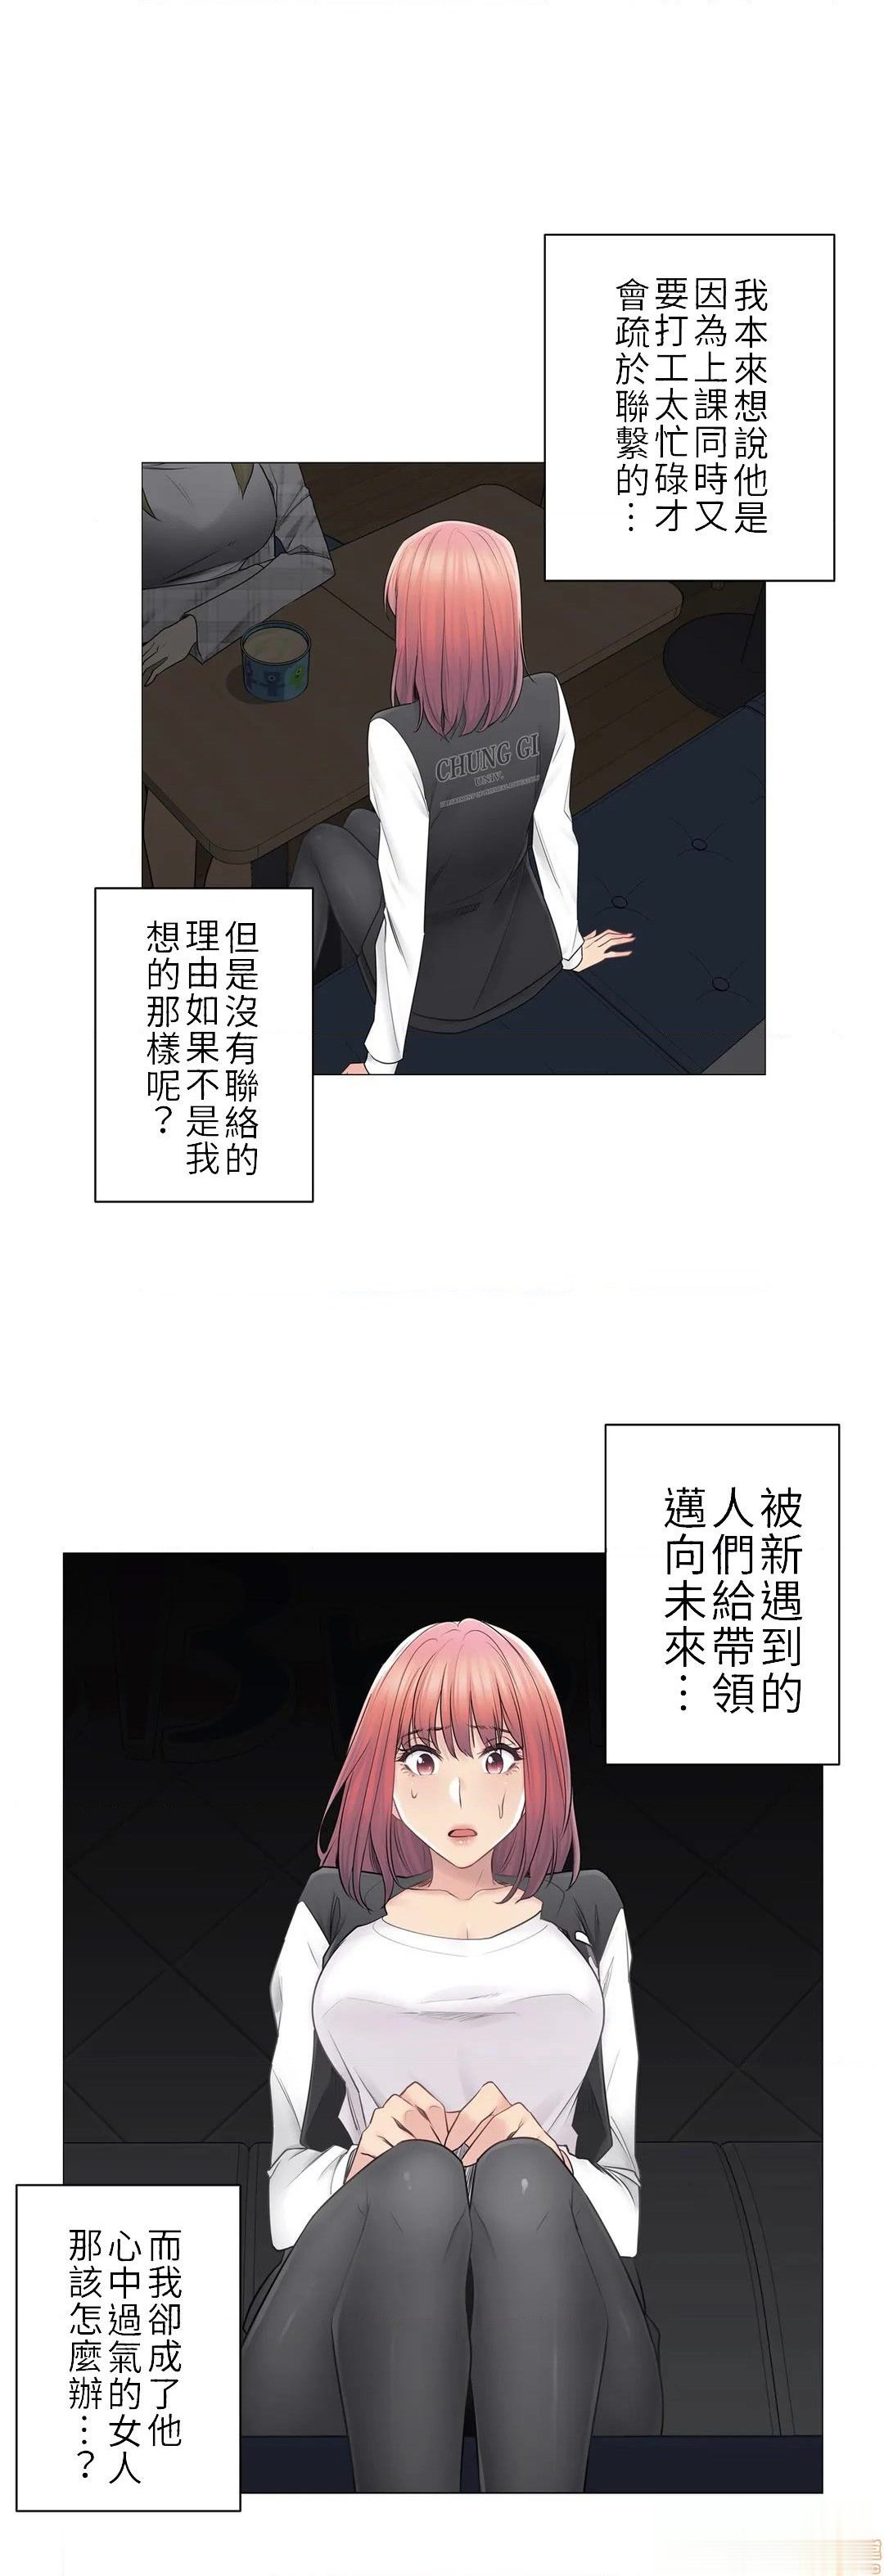 我本來想說他是
因為上課同時又
要打工太忙碌才
會疏於聯繫的…
CHUNG GI
UNIV.
但是沒有聯絡的
理由如果不是我
想的那樣呢？
被新遇到的
人們給帶領
邁向未來…
而我卻成了他
心中過氣的女人
那該怎麼辦…？